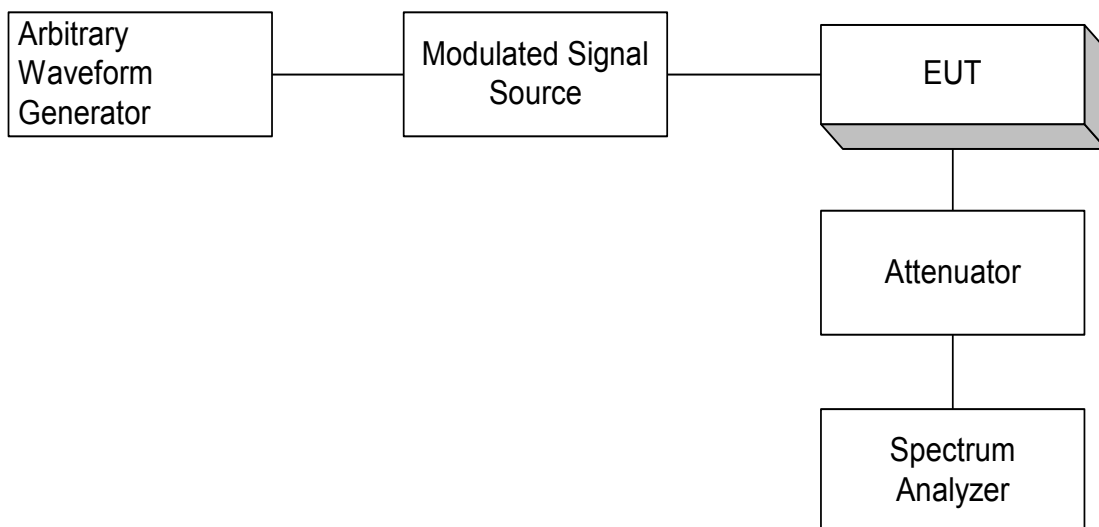 Arbitrary
Waveform
Generator
Modulated Signal
Source
EUT
Attenuator
Spectrum
Analyzer